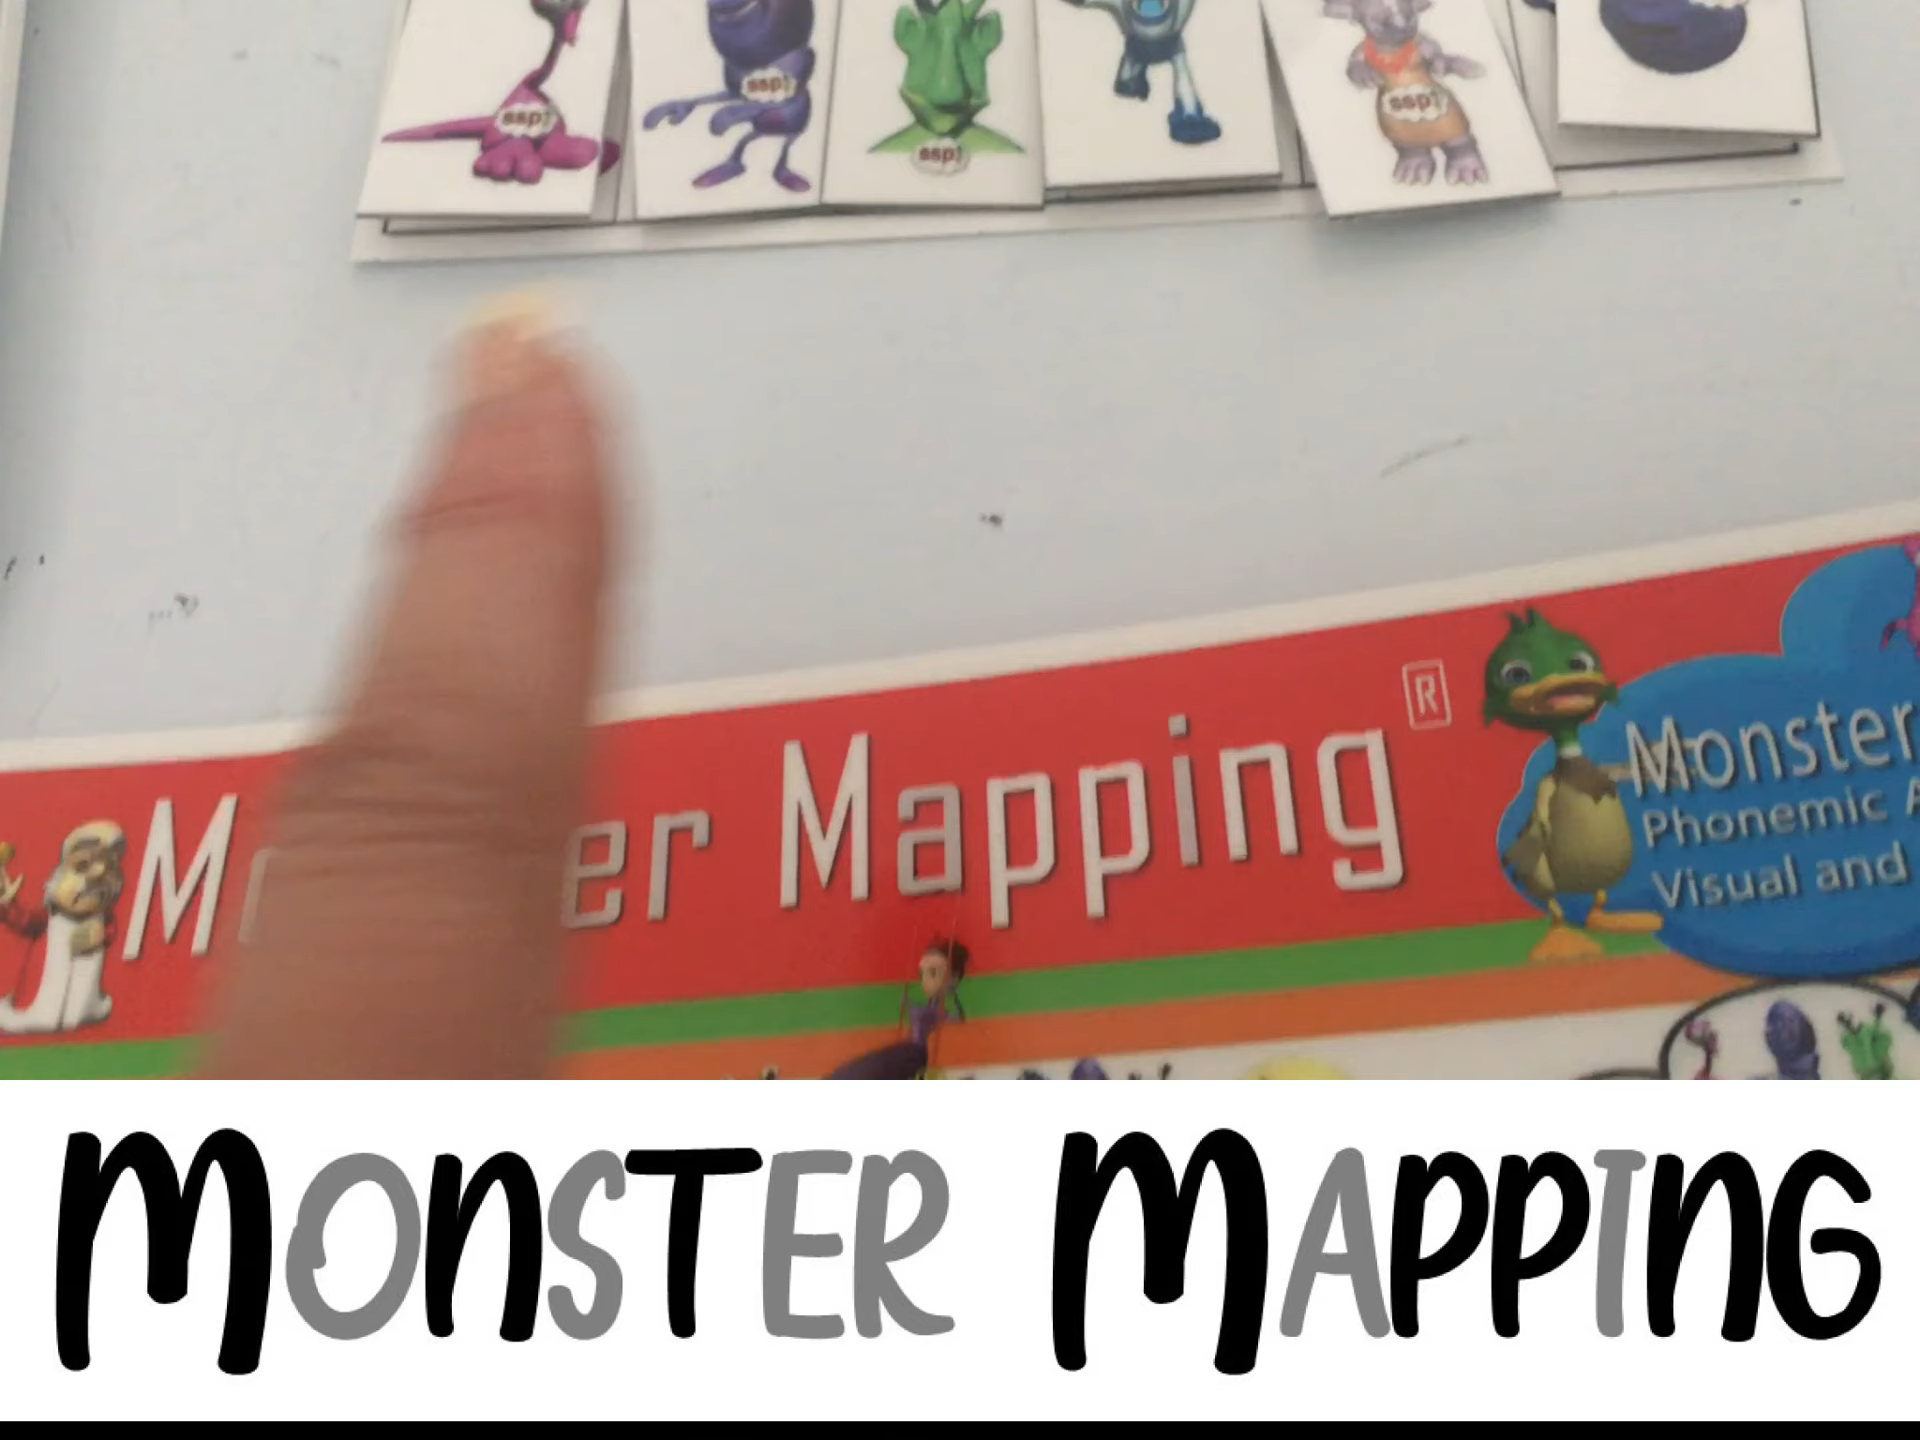 ssp! ssp! ssp! ssp!
er Mapping ®
Monster
Phonemic A
Visual and
Monster Mapping